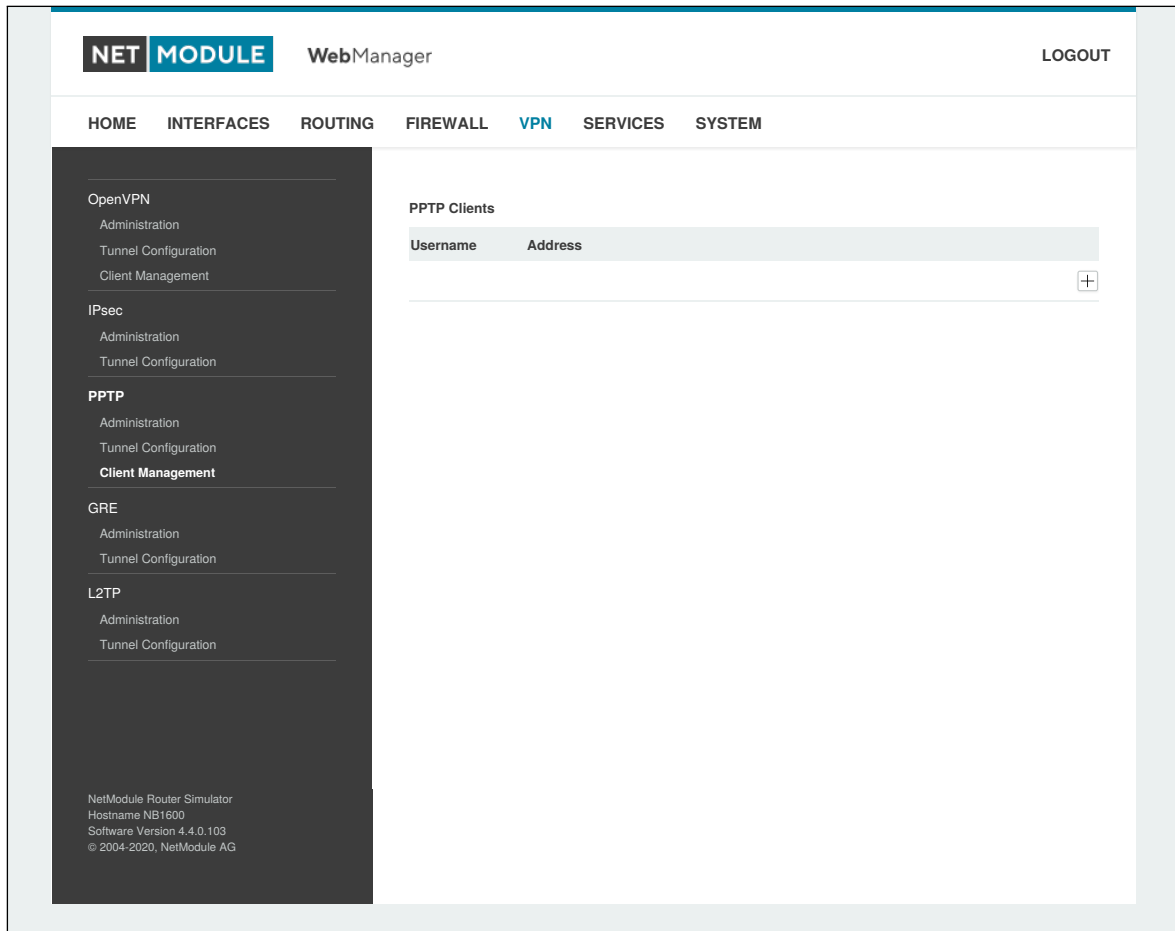 NET MODULE WebManager LOGOUT
HOME INTERFACES ROUTING FIREWALL VPN SERVICES SYSTEM
OpenVPN
Administration
Tunnel Configuration
Client Management
IPsec
Administration
Tunnel Configuration
PPTP
Administration
Tunnel Configuration
Client Management
GRE
Administration
Tunnel Configuration
L2TP
Administration
Tunnel Configuration
NetModule Router Simulator
Hostname NB1600
Software Version 4.4.0.103
© 2004-2020, NetModule AG
PPTP Clients
Username Address